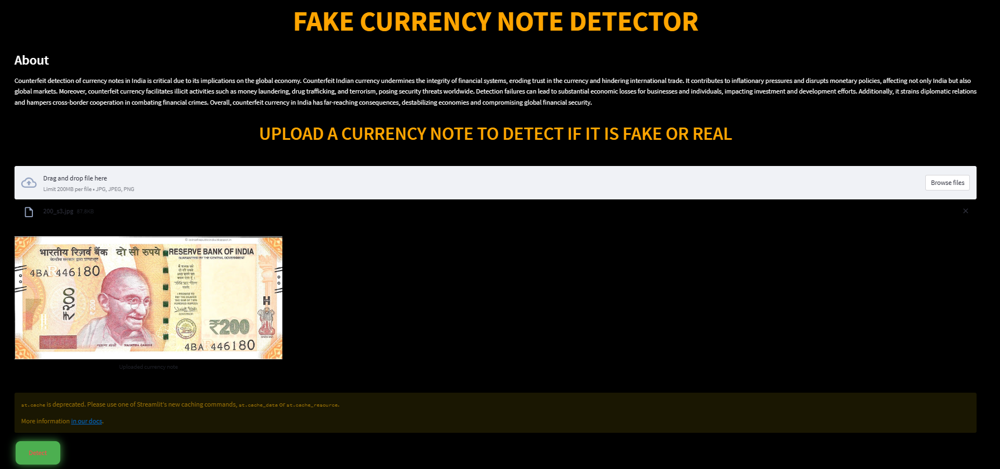 FAKE CURRENCY NOTE DETECTOR
About
Counterfeit detection of currency notes in India is critical due to its implications on the global economy. Counterfeit Indian currency undermines the integrity of financial systems, eroding trust in the currency and hindering international trade. It contributes to inflationary pressures and disrupts monetary policies, affecting not only India but also
global markets. Moreover, counterfeit currency facilitates illicit activities such as money laundering, drug trafficking, and terrorism, posing security threats worldwide. Detection failures can lead to substantial economic losses for businesses and individuals, impacting investment and development efforts. Additionally, it strains diplomatic relations
and hampers cross-border cooperation in combating financial crimes. Overall, counterfeit currency in India has far-reaching consequences, destabilizing economies and compromising global financial security.
UPLOAD A CURRENCY NOTE TO DETECT IF IT IS FAKE OR REAL
Drag and drop file here
Limit 200MB per file • JPG, JPEG, PNG
Browse files
200_s3.jpg 87.8KB
भारतीय रिज़र्व बैंक दो सौ रुपये RESERVE BANK OF INDIA
केन्द्रीय सरकार द्वारा प्रत्याभूत GUARANTEED BY THE CENTRAL GOVERNMENT
4BA 446180
₹२००
₹200
I PROMISE TO
PAY THE BEARER
THE SUM OF TWO
HUNDRED RUPEES
GOVERNOR
₹200
महात्मा गांधी MAHATMA GANDHI
4BA 446180
Uploaded currency note
st.cache is deprecated. Please use one of Streamlit's new caching commands, st.cache_data or st.cache_resource.
More information in our docs.
Detect